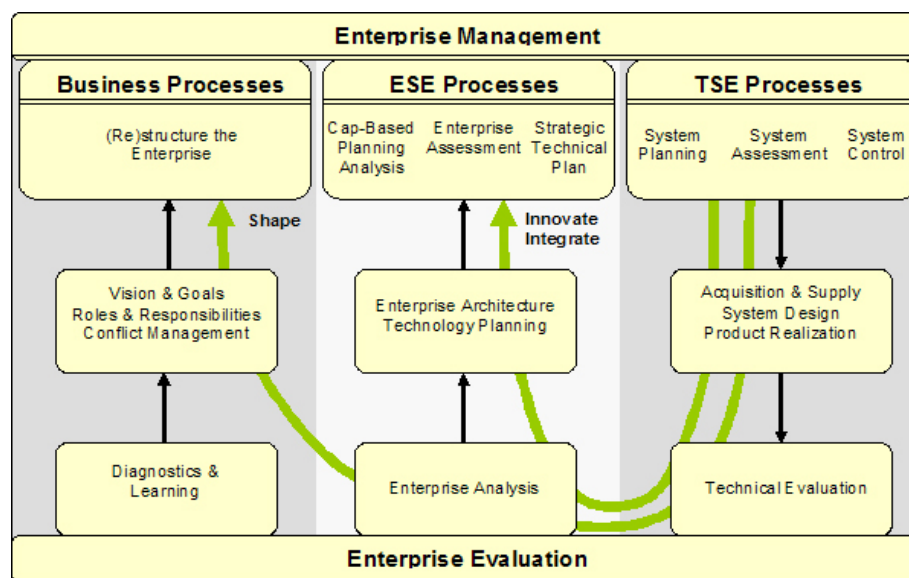 Enterprise Management
Business Processes
(Re)structure the
Enterprise
ESE Processes
Cap-Based
Planning
Analysis
Enterprise
Assessment
Strategic
Technical
Plan
TSE Processes
System
Planning
System
Assessment
System
Control
Shape
Innovate
Integrate
Vision & Goals
Roles & Responsibilities
Conflict Management
Enterprise Architecture
Technology Planning
Acquisition & Supply
System Design
Product Realization
Diagnostics &
Learning
Enterprise Analysis
Technical Evaluation
Enterprise Evaluation